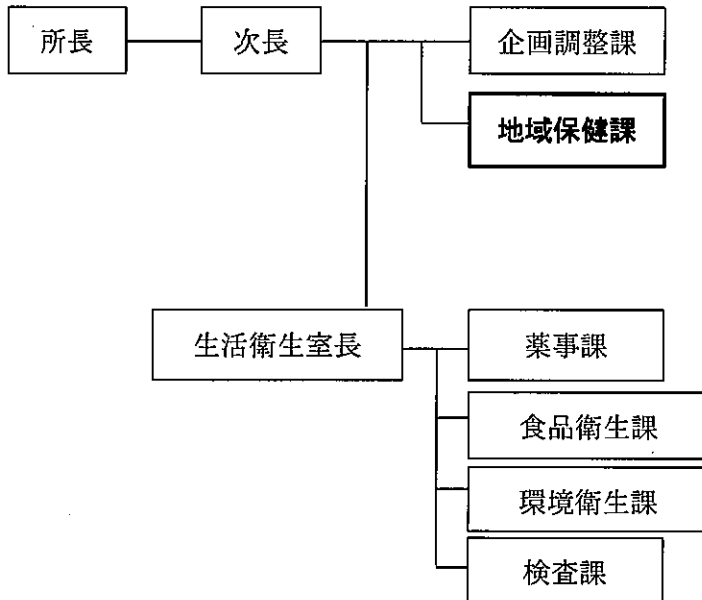 所長
次長
企画調整課
地域保健課
生活衛生室長
薬事課
食品衛生課
環境衛生課
検査課